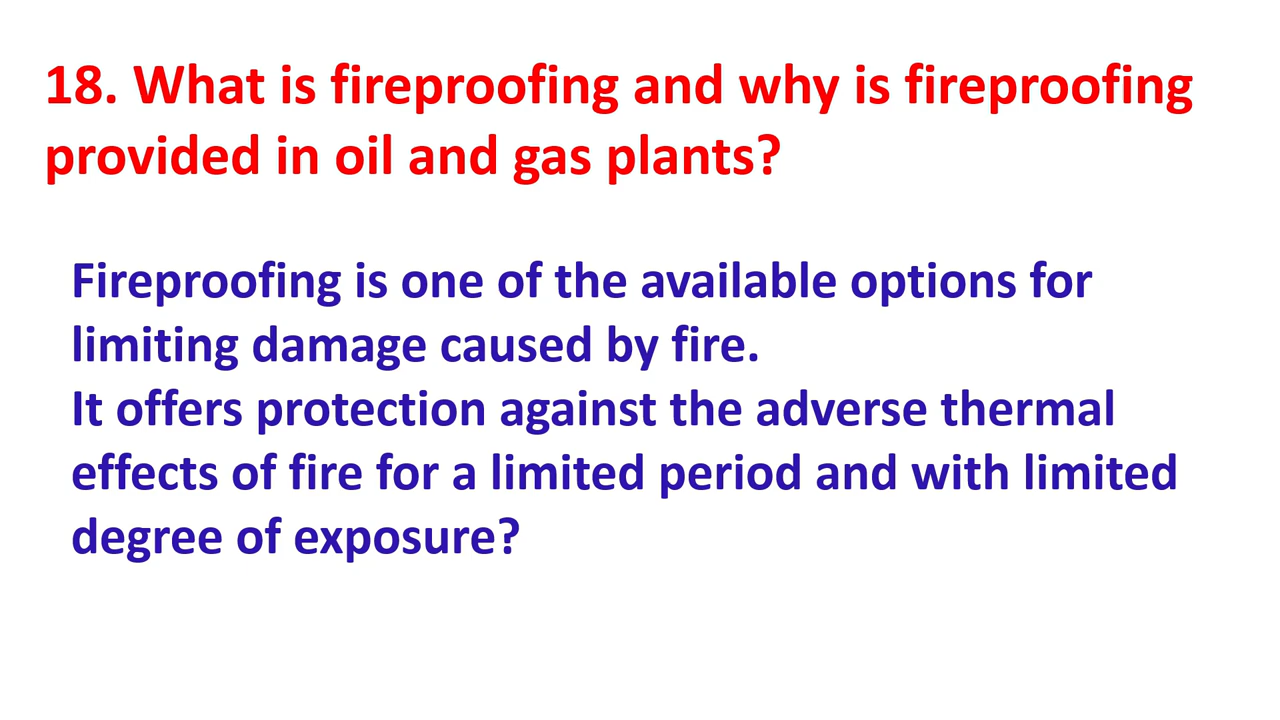 18. What is fireproofing and why is fireproofing
provided in oil and gas plants?
Fireproofing is one of the available options for
limiting damage caused by fire.
It offers protection against the adverse thermal
effects of fire for a limited period and with limited
degree of exposure?